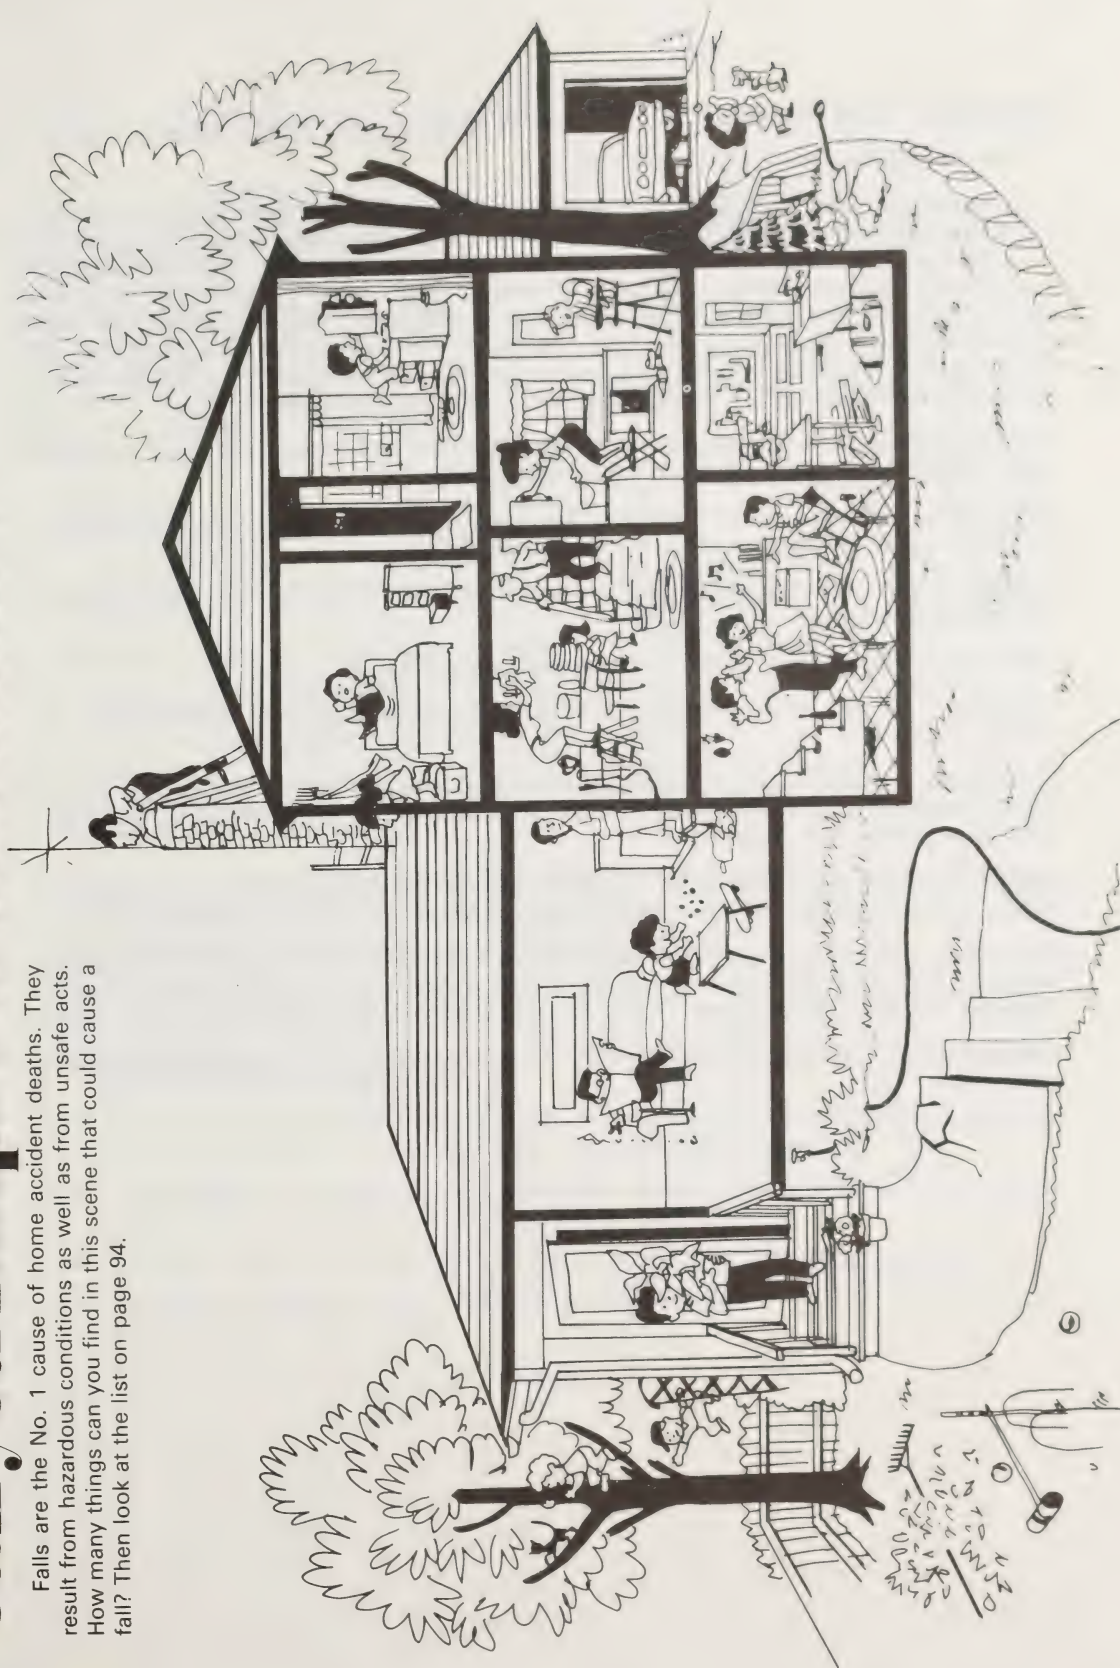 Falls are the No. 1 cause of home accident deaths. They
result from hazardous conditions as well as from unsafe acts.
How many things can you find in this scene that could cause a
fall? Then look at the list on page 94.